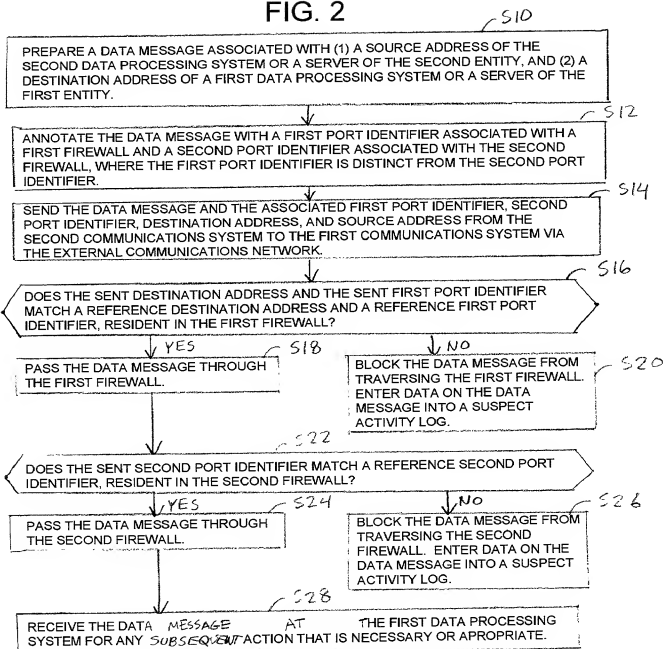 FIG. 2
S10
PREPARE A DATA MESSAGE ASSOCIATED WITH (1) A SOURCE ADDRESS OF THE
SECOND DATA PROCESSING SYSTEM OR A SERVER OF THE SECOND ENTITY, AND (2) A
DESTINATION ADDRESS OF A FIRST DATA PROCESSING SYSTEM OR A SERVER OF THE
FIRST ENTITY.
S12
ANNOTATE THE DATA MESSAGE WITH A FIRST PORT IDENTIFIER ASSOCIATED WITH A
FIRST FIREWALL AND A SECOND PORT IDENTIFIER ASSOCIATED WITH THE SECOND
FIREWALL, WHERE THE FIRST PORT IDENTIFIER IS DISTINCT FROM THE SECOND PORT
IDENTIFIER.
S14
SEND THE DATA MESSAGE AND THE ASSOCIATED FIRST PORT IDENTIFIER, SECOND
PORT IDENTIFIER, DESTINATION ADDRESS, AND SOURCE ADDRESS FROM THE
SECOND COMMUNICATIONS SYSTEM TO THE FIRST COMMUNICATIONS SYSTEM VIA
THE EXTERNAL COMMUNICATIONS NETWORK.
S16
DOES THE SENT DESTINATION ADDRESS AND THE SENT FIRST PORT IDENTIFIER
MATCH A REFERENCE DESTINATION ADDRESS AND A REFERENCE FIRST PORT
IDENTIFIER, RESIDENT IN THE FIRST FIREWALL?
YES
S18
PASS THE DATA MESSAGE THROUGH
THE FIRST FIREWALL.
NO
S20
BLOCK THE DATA MESSAGE FROM
TRAVERSING THE FIRST FIREWALL.
ENTER DATA ON THE DATA
MESSAGE INTO A SUSPECT
ACTIVITY LOG.
S22
DOES THE SENT SECOND PORT IDENTIFIER MATCH A REFERENCE SECOND PORT
IDENTIFIER, RESIDENT IN THE SECOND FIREWALL?
YES
S24
PASS THE DATA MESSAGE THROUGH
THE SECOND FIREWALL.
NO
S26
BLOCK THE DATA MESSAGE FROM
TRAVERSING THE SECOND
FIREWALL. ENTER DATA ON THE
DATA MESSAGE INTO A SUSPECT
ACTIVITY LOG.
S28
RECEIVE THE DATA MESSAGE AT THE FIRST DATA PROCESSING
SYSTEM FOR ANY SUBSEQUENT ACTION THAT IS NECESSARY OR APROPRIATE.